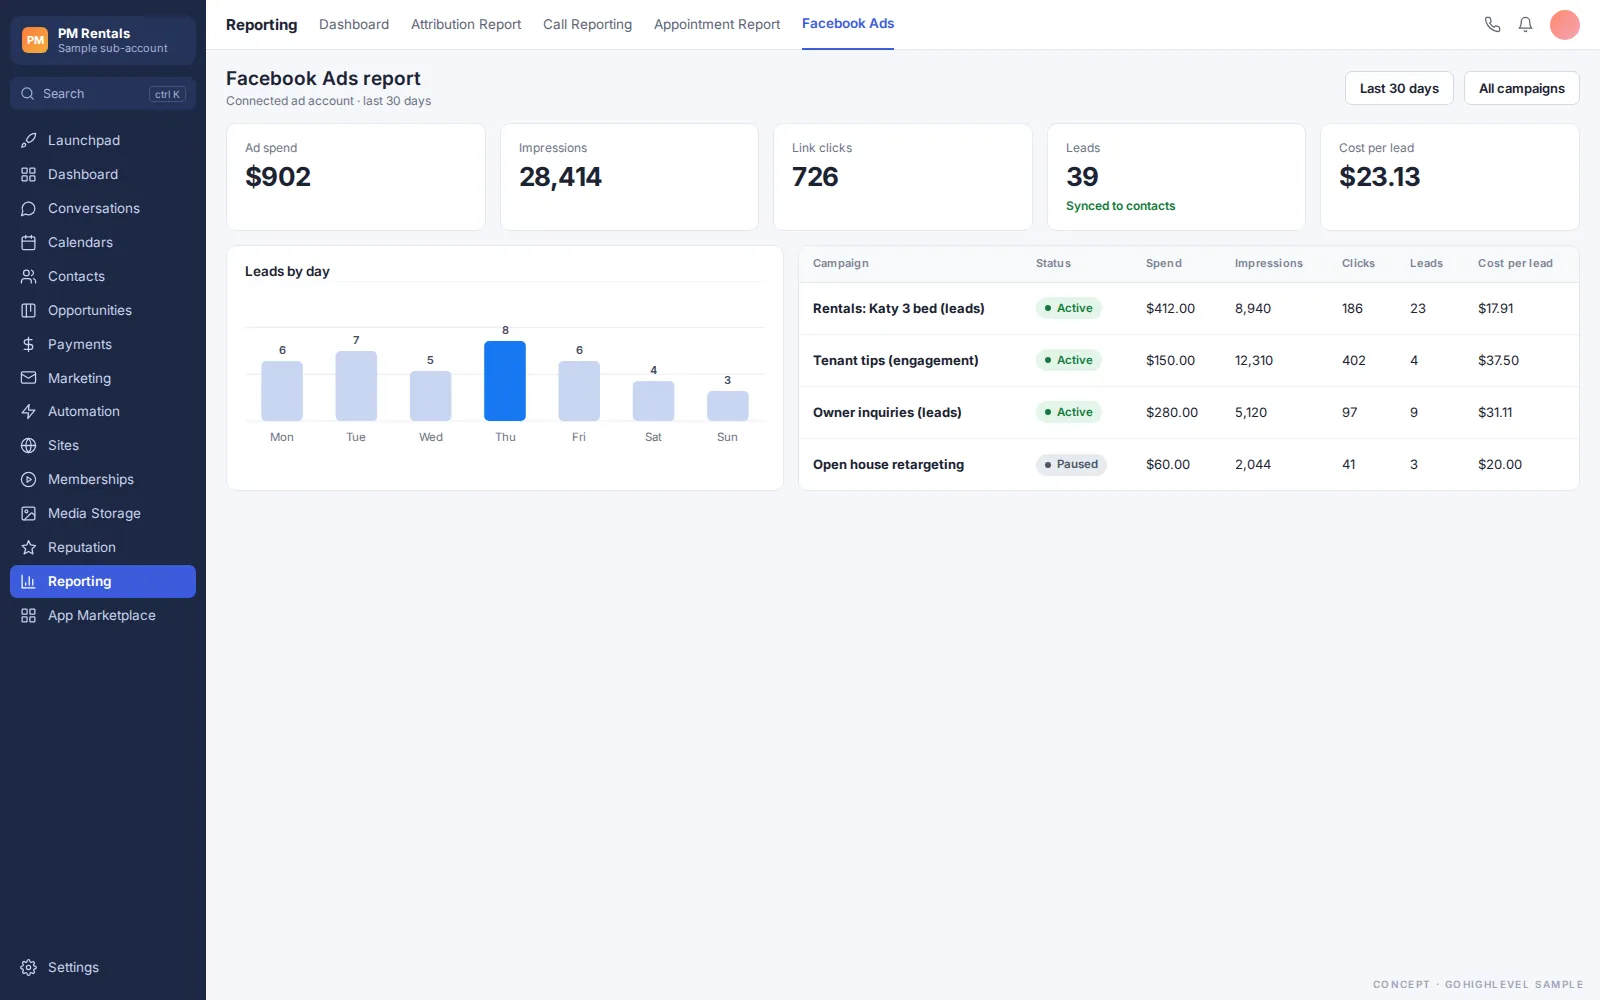 PM
PM Rentals
Sample sub-account
Search
ctrl K
Launchpad
Dashboard
Conversations
Calendars
Contacts
Opportunities
Payments
Marketing
Automation
Sites
Memberships
Media Storage
Reputation
Reporting
App Marketplace
Settings
Reporting Dashboard Attribution Report Call Reporting Appointment Report Facebook Ads
Facebook Ads report
Connected ad account · last 30 days
Last 30 days
All campaigns
Ad spend
$902
Impressions
28,414
Link clicks
726
Leads
39
Synced to contacts
Cost per lead
$23.13
Leads by day
6 7 5 8 6 4 3
Mon Tue Wed Thu Fri Sat Sun
Campaign Status Spend Impressions Clicks Leads Cost per lead
Rentals: Katy 3 bed (leads) Active $412.00 8,940 186 23 $17.91
Tenant tips (engagement) Active $150.00 12,310 402 4 $37.50
Owner inquiries (leads) Active $280.00 5,120 97 9 $31.11
Open house retargeting Paused $60.00 2,044 41 3 $20.00
CONCEPT · GOHIGHLEVEL SAMPLE